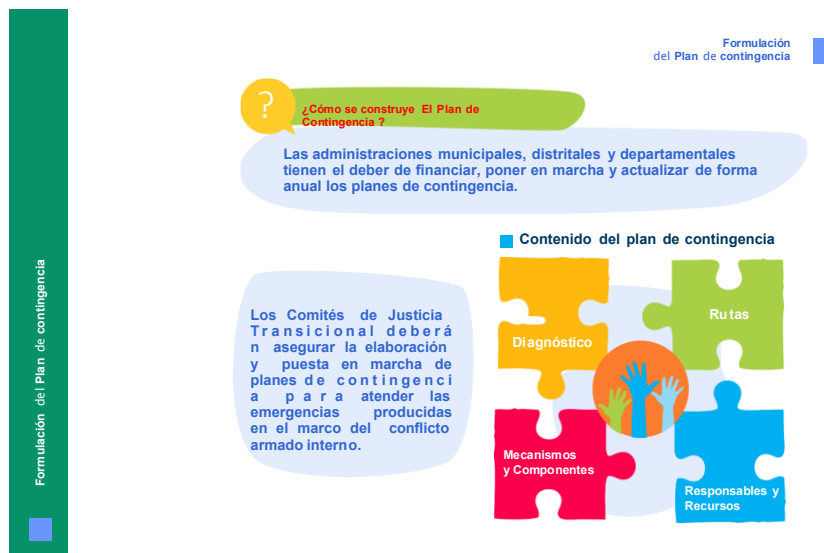 Formulación
del Plan de contingencia
?
¿Cómo se construye El Plan de
Contingencia ?
Las administraciones municipales, distritales y departamentales
tienen el deber de financiar, poner en marcha y actualizar de forma
anual los planes de contingencia.
Contenido del plan de contingencia
Los Comités de Justicia
Transicional deberá
n asegurar la elaboración
y puesta en marcha de
planes de contingenci
a para atender las
emergencias producidas
en el marco del conflicto
armado interno.
Diagnóstico
Rutas
Mecanismos
y Componentes
Responsables y
Recursos
Formulación del Plan de contingencia